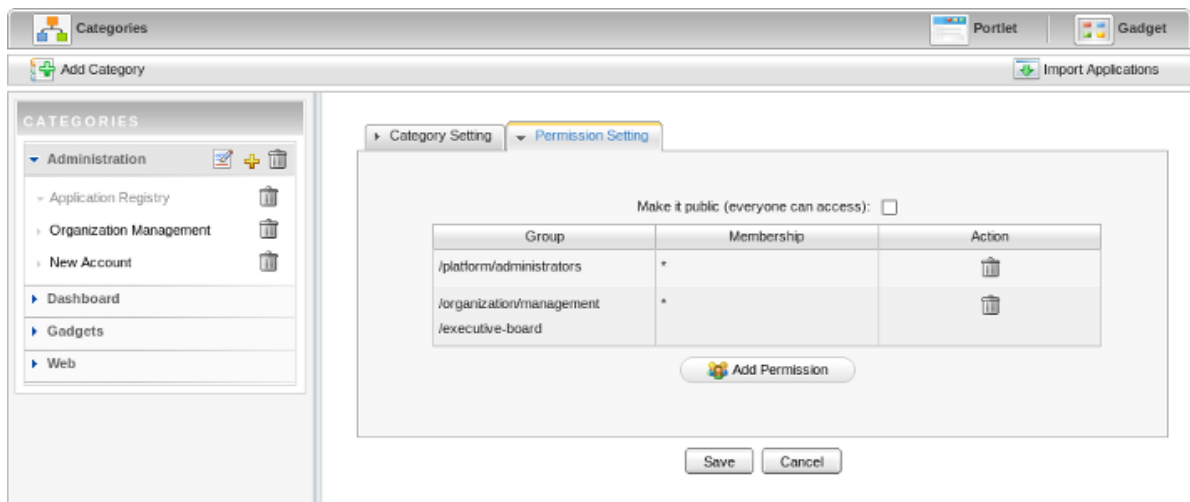 Categories
Portlet
Gadget
Add Category
Import Applications
CATEGORIES
Administration
Application Registry
Organization Management
New Account
Dashboard
Gadgets
Web
Category Setting
Permission Setting
Make it public (everyone can access):
Group Membership Action
/platform/administrators *
/organization/management *
/executive-board
Add Permission
Save
Cancel